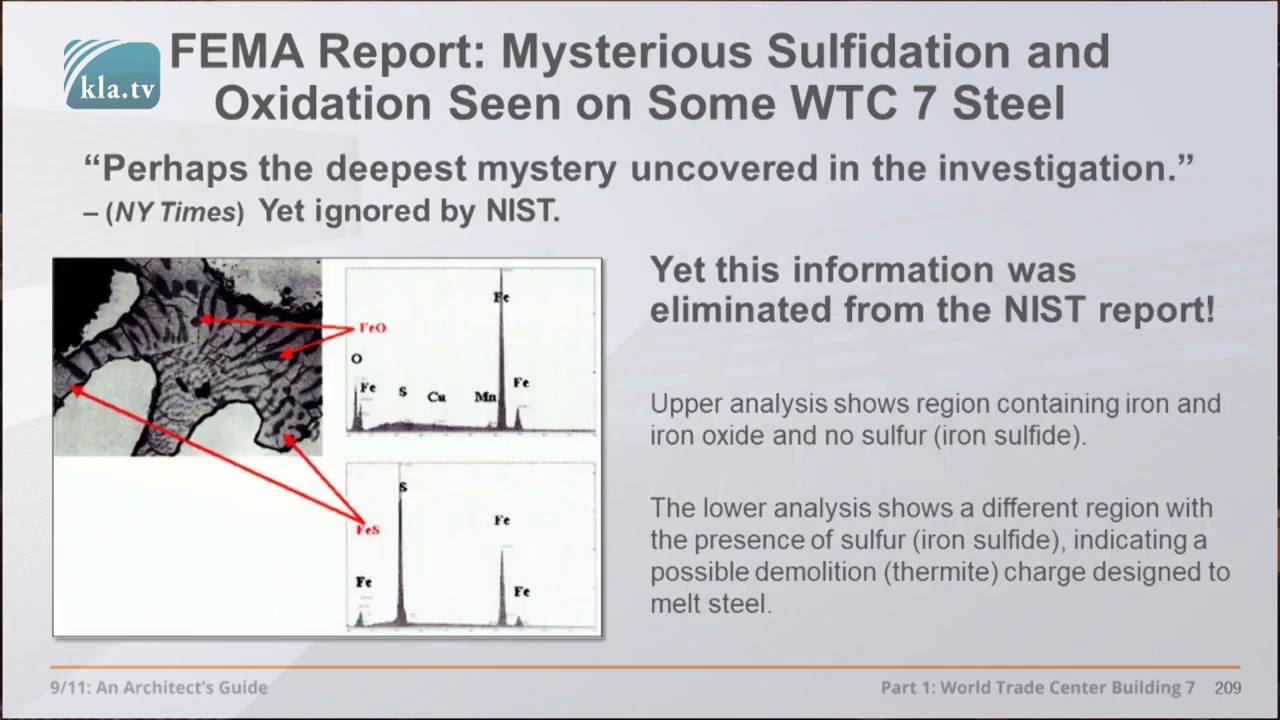 kla.tv
FEMA Report: Mysterious Sulfidation and
Oxidation Seen on Some WTC 7 Steel
“Perhaps the deepest mystery uncovered in the investigation.”
– (NY Times) Yet ignored by NIST.
Fe
FeO
O
Fe
S
Cu
Mn
Fe
S
Fe
FeS
Fe
Fe
Yet this information was
eliminated from the NIST report!
Upper analysis shows region containing iron and
iron oxide and no sulfur (iron sulfide).
The lower analysis shows a different region with
the presence of sulfur (iron sulfide), indicating a
possible demolition (thermite) charge designed to
melt steel.
9/11: An Architect's Guide
Part 1: World Trade Center Building 7 209